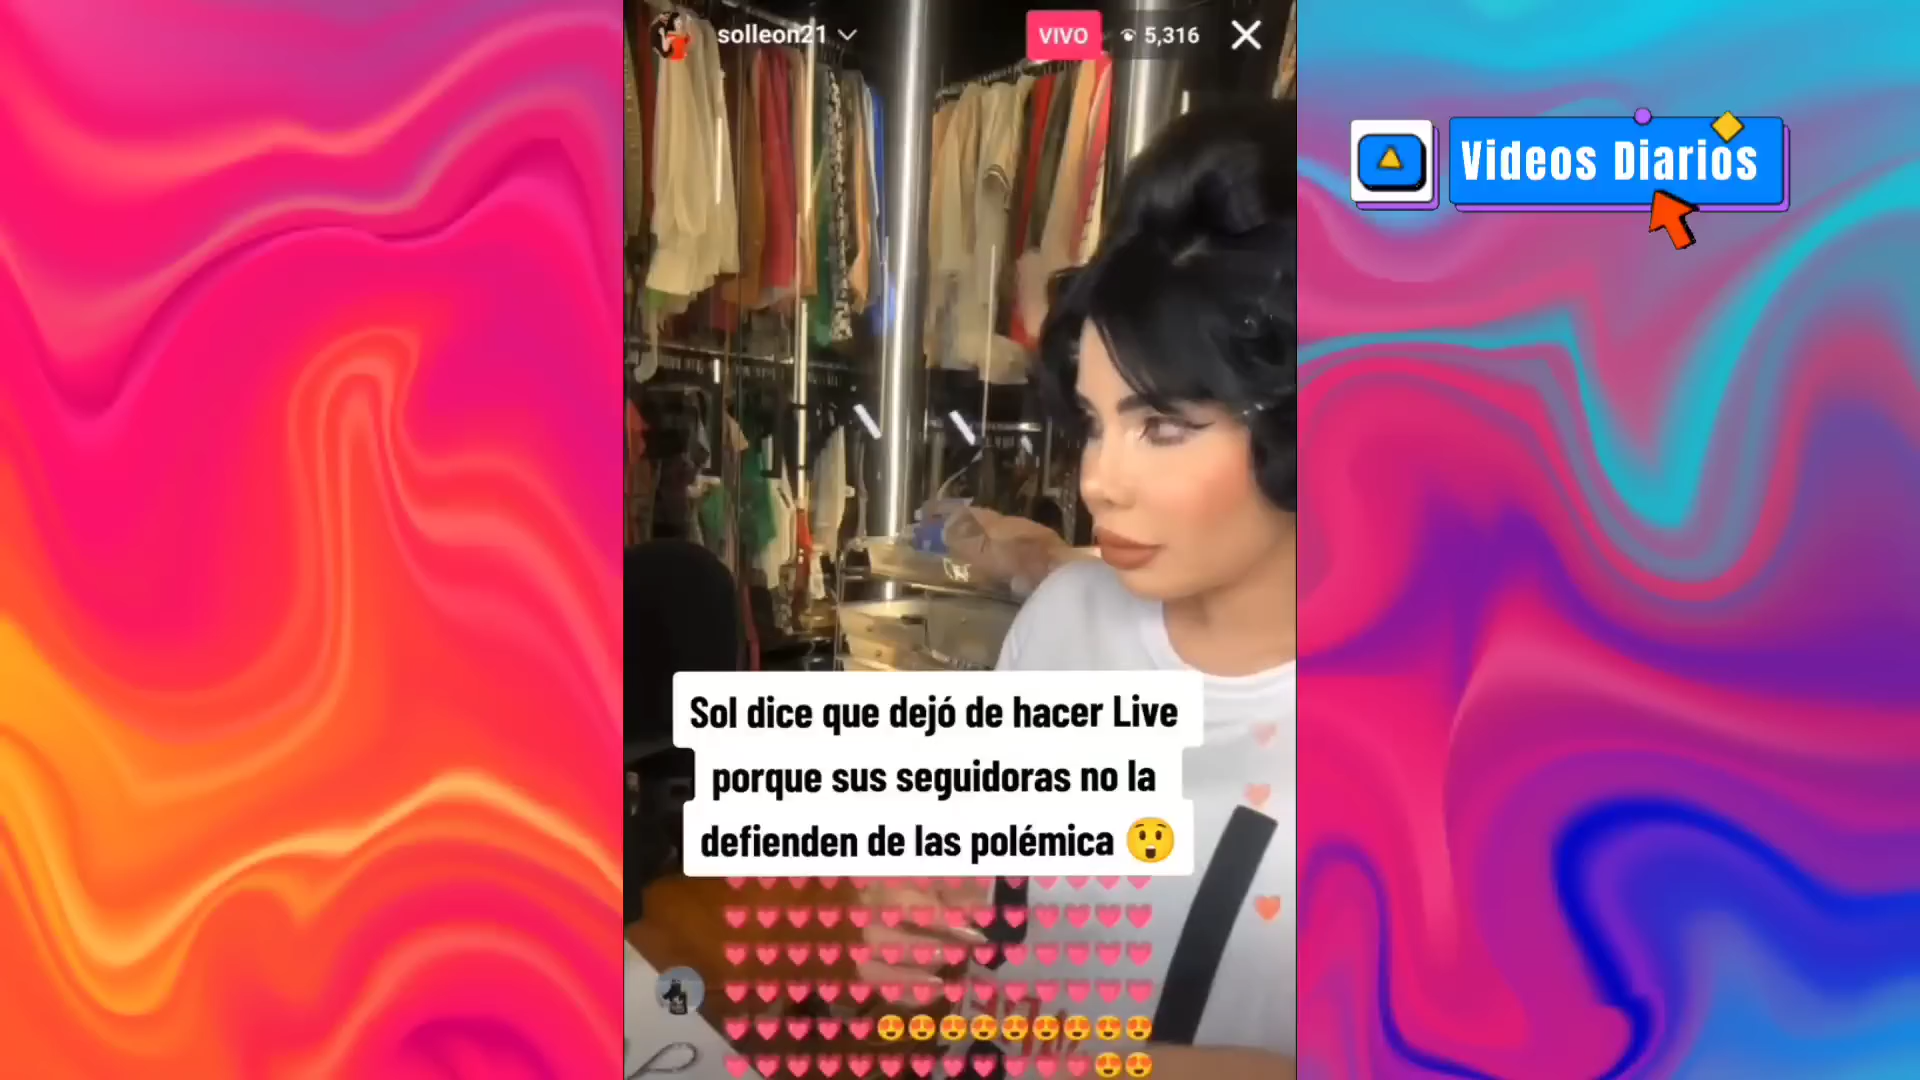 solleon21
VIVO
5,316
Videos Diarios
Sol dice que dejó de hacer Live
porque sus seguidoras no la
defienden de las polémica 😲